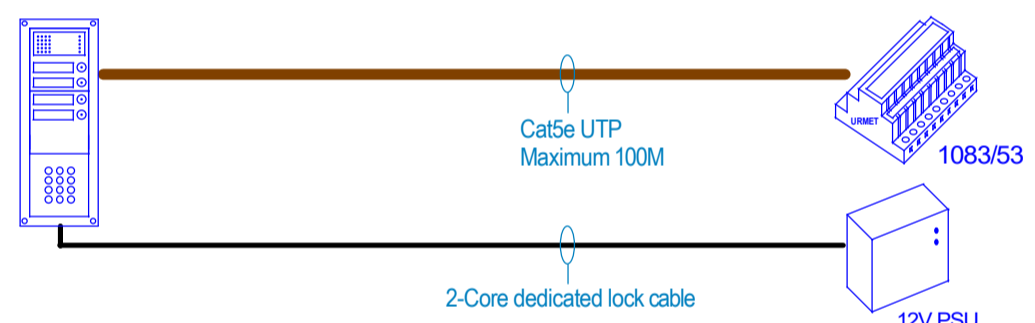 Cat5e UTP
Maximum 100M
URMET
1083/53
2-Core dedicated lock cable
12V PSU